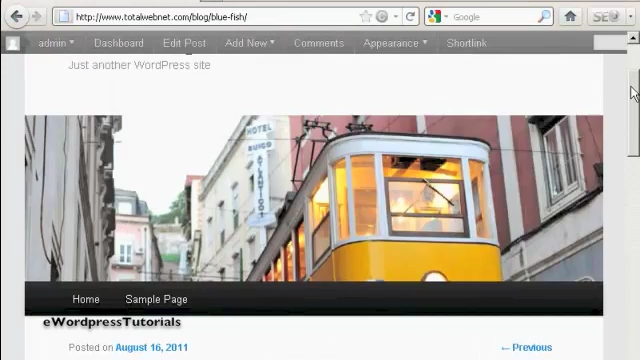 http://www.totalwebnet.com/blog/blue-fish/
Google
SEO
admin Dashboard Edit Post Add New Comments Appearance Shortlink
Just another WordPress site
HOTEL
Home Sample Page
eWordpressTutorials
Posted on August 16, 2011 ← Previous